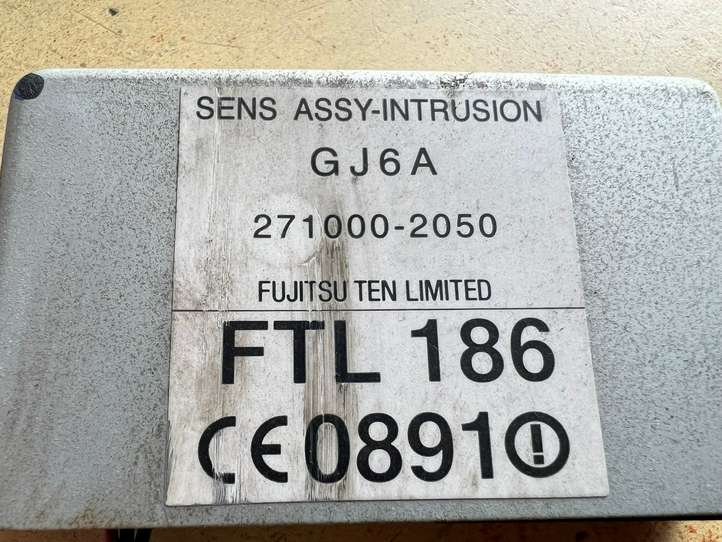 SENS ASSY-INTRUSION
GJ6A
271000-2050
FUJITSU TEN LIMITED
FTL 186
CE0891!